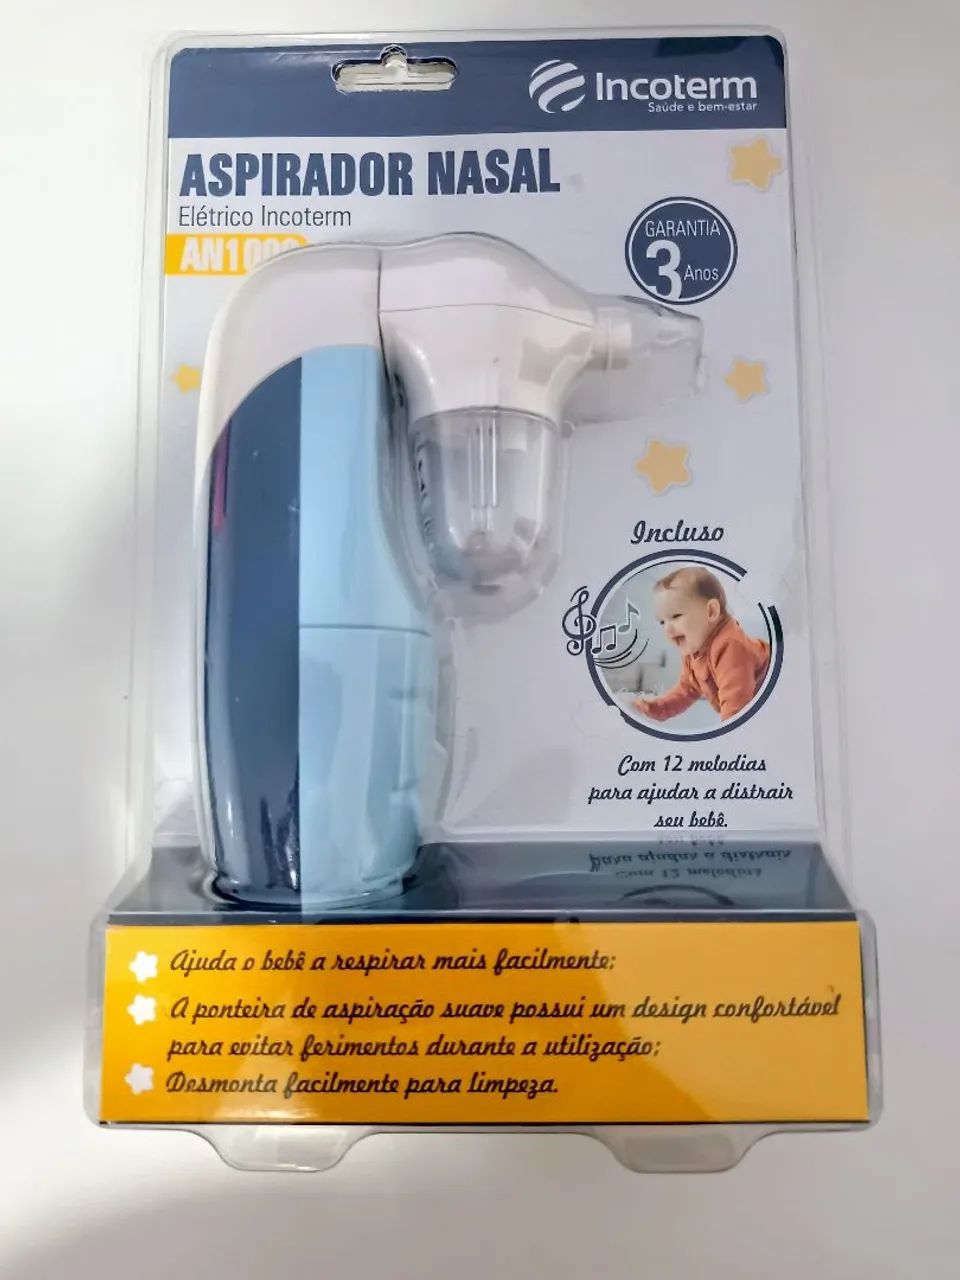 Incoterm
Saúde e bem-estar
ASPIRADOR NASAL
Elétrico Incoterm
GARANTIA
3 Anos
Incluso
Com 12 melodias
para ajudar a distrair
seu bebê.
Ajuda o bebê a respirar mais facilmente;
A ponteira de aspiração suave possui um design confortável
para evitar ferimentos durante a utilização;
Desmonta facilmente para limpeza.